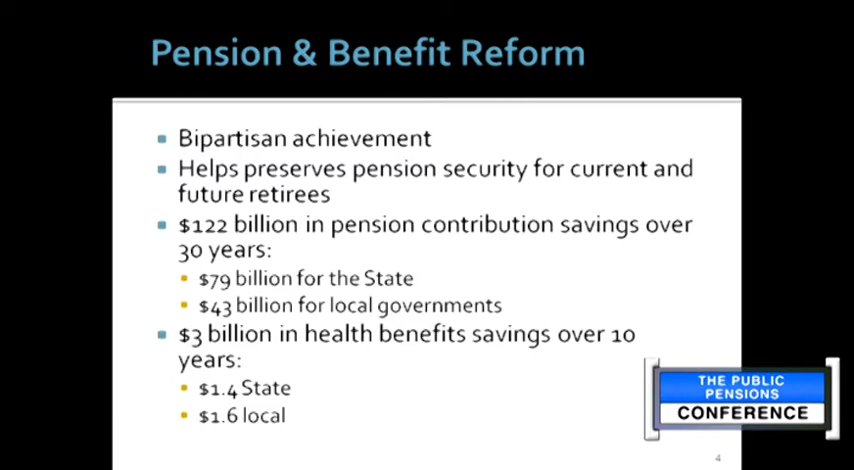 Pension & Benefit Reform
Bipartisan achievement
Helps preserves pension security for current and
future retirees
$122 billion in pension contribution savings over
30 years:
$79 billion for the State
$43 billion for local governments
$3 billion in health benefits savings over 10
years:
$1.4 State
$1.6 local
THE PUBLIC
PENSIONS
CONFERENCE
4